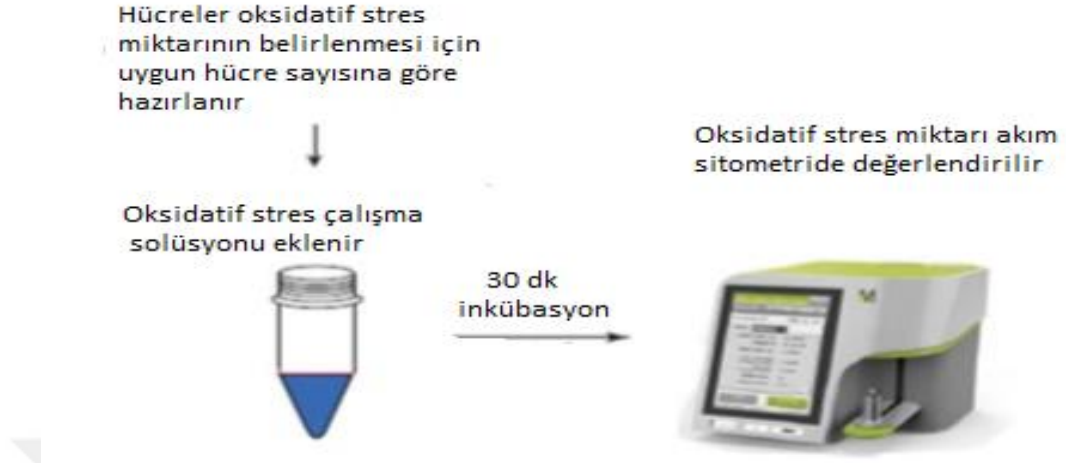 Hücreler oksidatif stres
miktarının belirlenmesi için
uygun hücre sayısına göre
hazırlanır
Oksidatif stres miktarı akım
sitometride değerlendirilir
Oksidatif stres çalışma
solüsyonu eklenir
30 dk
inkübasyon